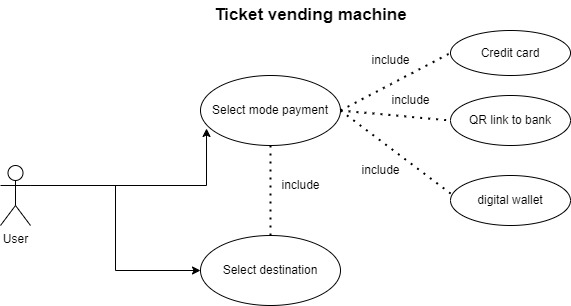 Ticket vending machine
Credit card
include
Select mode payment
include
QR link to bank
include
digital wallet
include
User
Select destination